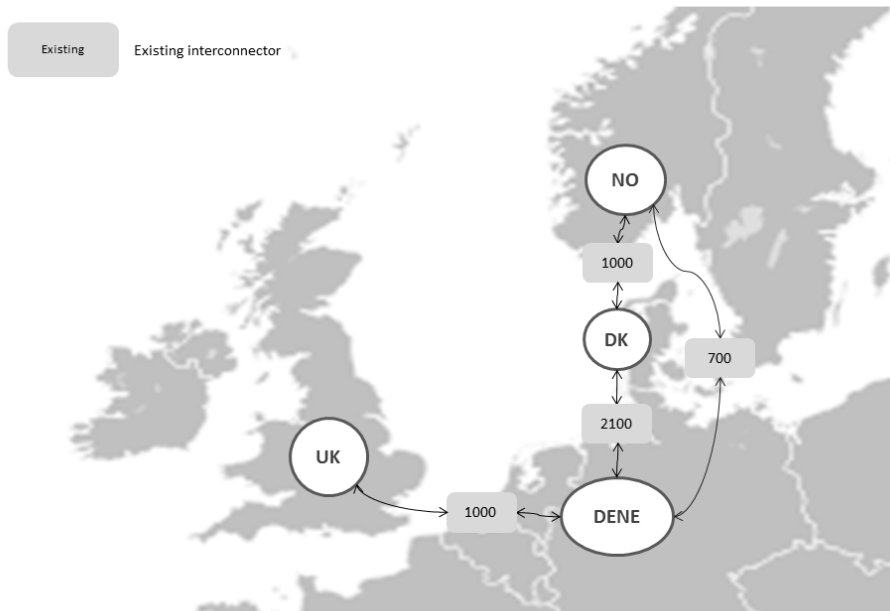 Existing
Existing interconnector
NO
1000
DK
700
2100
UK
1000
DENE